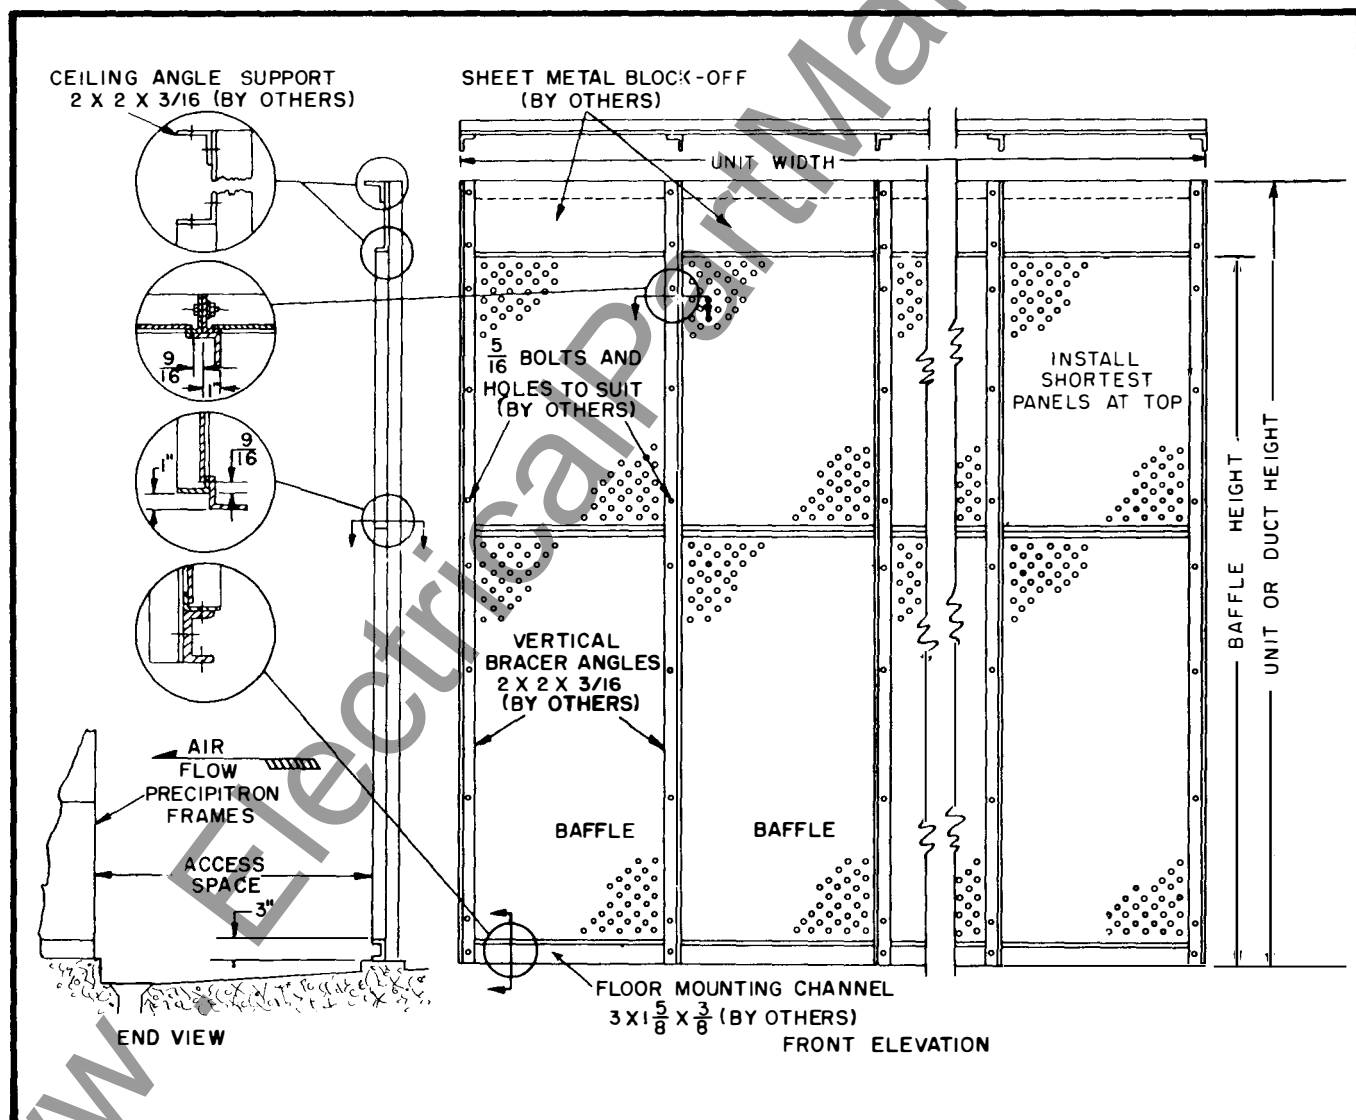 CEILING ANGLE SUPPORT
2 X 2 X 3/16 (BY OTHERS)
SHEET METAL BLOCK-OFF
(BY OTHERS)
UNIT WIDTH
9/16
1"
5/16 BOLTS AND
HOLES TO SUIT
(BY OTHERS)
INSTALL
SHORTEST
PANELS AT TOP
1"
9/16
BAFFLE HEIGHT
UNIT OR DUCT HEIGHT
VERTICAL
BRACER ANGLES
2 X 2 X 3/16
(BY OTHERS)
AIR
FLOW
PRECIPITRON
FRAMES
BAFFLE
BAFFLE
ACCESS
SPACE
3"
FLOOR MOUNTING CHANNEL
3 X 1 5/8 X 3/8 (BY OTHERS)
END VIEW
FRONT ELEVATION